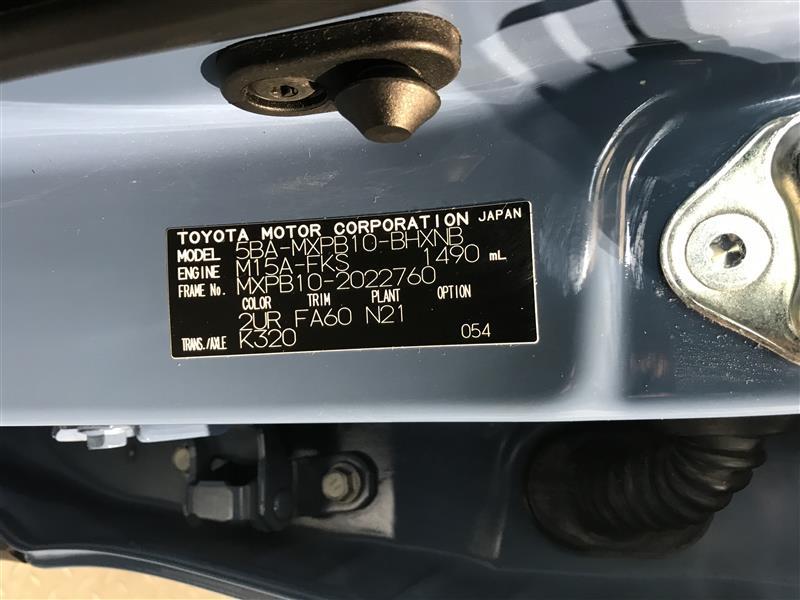 TOYOTA MOTOR CORPORATION JAPAN
MODEL 5BA-MXPB10-BHXNB
ENGINE M15A-FKS 1490 mL
FRAME No. MXPB10-2022760
COLOR TRIM PLANT OPTION
2UR FA60 N21
TRANS./AXLE K320 054